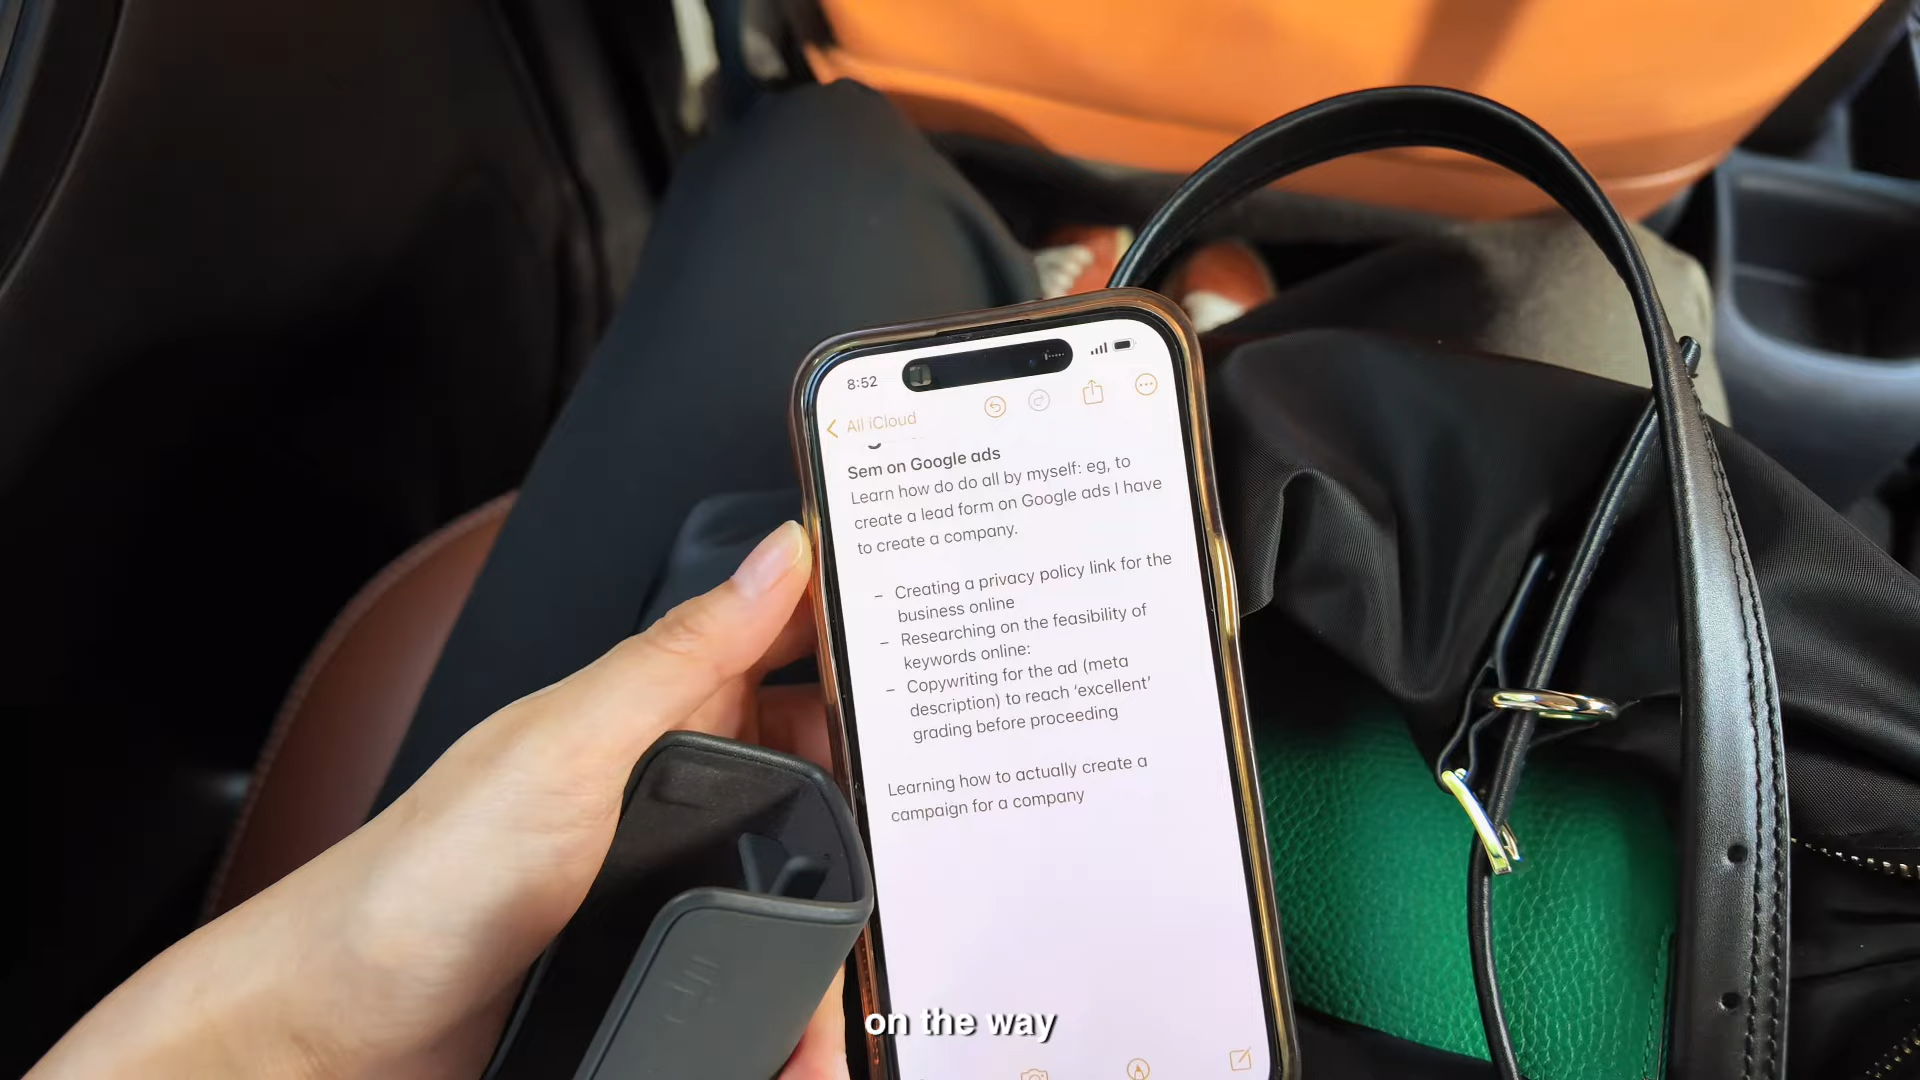 8:52
All iCloud
Sem on Google ads
Learn how do do all by myself: eg, to
create a lead form on Google ads I have
to create a company.
– Creating a privacy policy link for the
business online
– Researching on the feasibility of
keywords online:
– Copywriting for the ad (meta
description) to reach ‘excellent’
grading before proceeding
Learning how to actually create a
campaign for a company
on the way